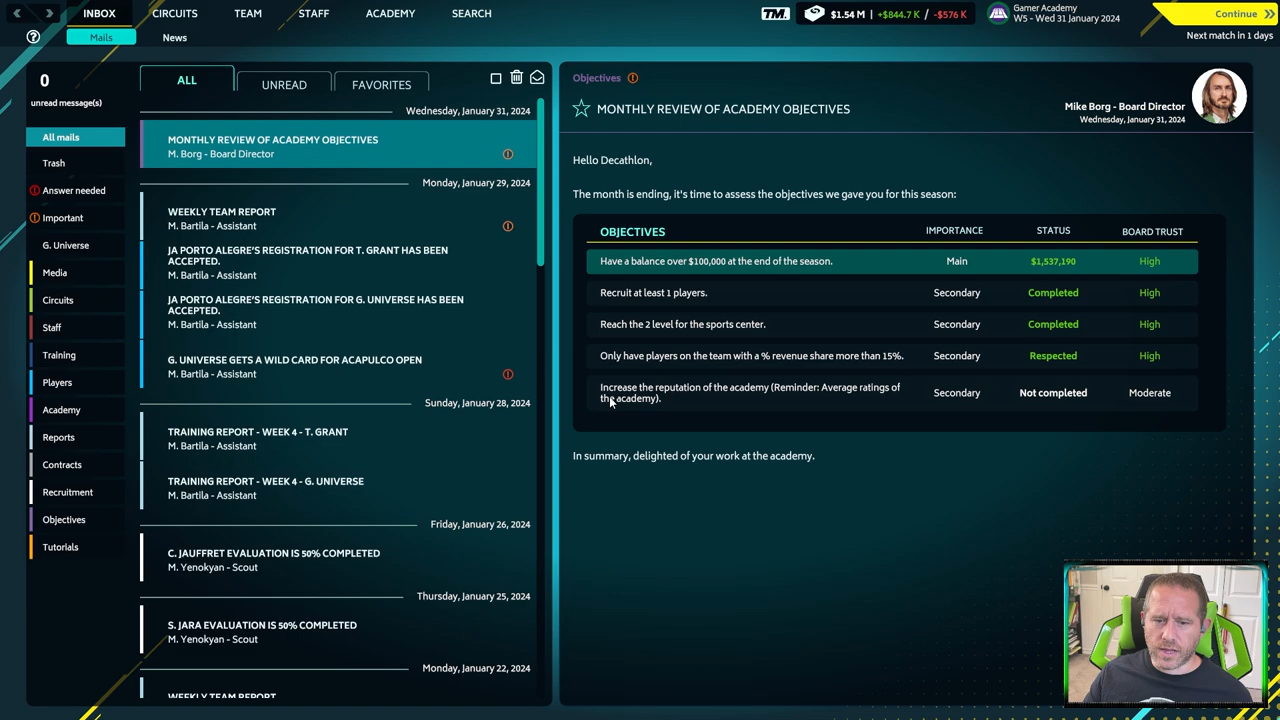 INBOX
CIRCUITS
TEAM
STAFF
ACADEMY
SEARCH
TM.
$1.54 M | +$844.7 K / -$576 K
Gamer Academy
W5 - Wed 31 January 2024
Continue
Next match in 1 days
Mails
News
0
unread message(s)
All mails
Trash
Answer needed
Important
G. Universe
Media
Circuits
Staff
Training
Players
Academy
Reports
Contracts
Recruitment
Objectives
Tutorials
ALL
UNREAD
FAVORITES
Wednesday, January 31, 2024
MONTHLY REVIEW OF ACADEMY OBJECTIVES
M. Borg - Board Director
Monday, January 29, 2024
WEEKLY TEAM REPORT
M. Bartila - Assistant
JA PORTO ALEGRE'S REGISTRATION FOR T. GRANT HAS BEEN
ACCEPTED.
M. Bartila - Assistant
JA PORTO ALEGRE'S REGISTRATION FOR G. UNIVERSE HAS BEEN
ACCEPTED.
M. Bartila - Assistant
G. UNIVERSE GETS A WILD CARD FOR ACAPULCO OPEN
M. Bartila - Assistant
Sunday, January 28, 2024
TRAINING REPORT - WEEK 4 - T. GRANT
M. Bartila - Assistant
TRAINING REPORT - WEEK 4 - G. UNIVERSE
M. Bartila - Assistant
Friday, January 26, 2024
C. JAUFFRET EVALUATION IS 50% COMPLETED
M. Yenokyan - Scout
Thursday, January 25, 2024
S. JARA EVALUATION IS 50% COMPLETED
M. Yenokyan - Scout
Monday, January 22, 2024
WEEKLY TEAM REPORT
Objectives
MONTHLY REVIEW OF ACADEMY OBJECTIVES
Mike Borg - Board Director
Wednesday, January 31, 2024
Hello Decathlon,
The month is ending, it's time to assess the objectives we gave you for this season:
OBJECTIVES IMPORTANCE STATUS BOARD TRUST
Have a balance over $100,000 at the end of the season. Main $1,537,190 High
Recruit at least 1 players. Secondary Completed High
Reach the 2 level for the sports center. Secondary Completed High
Only have players on the team with a % revenue share more than 15%. Secondary Respected High
Increase the reputation of the academy (Reminder: Average ratings of
the academy). Secondary Not completed Moderate
In summary, delighted of your work at the academy.